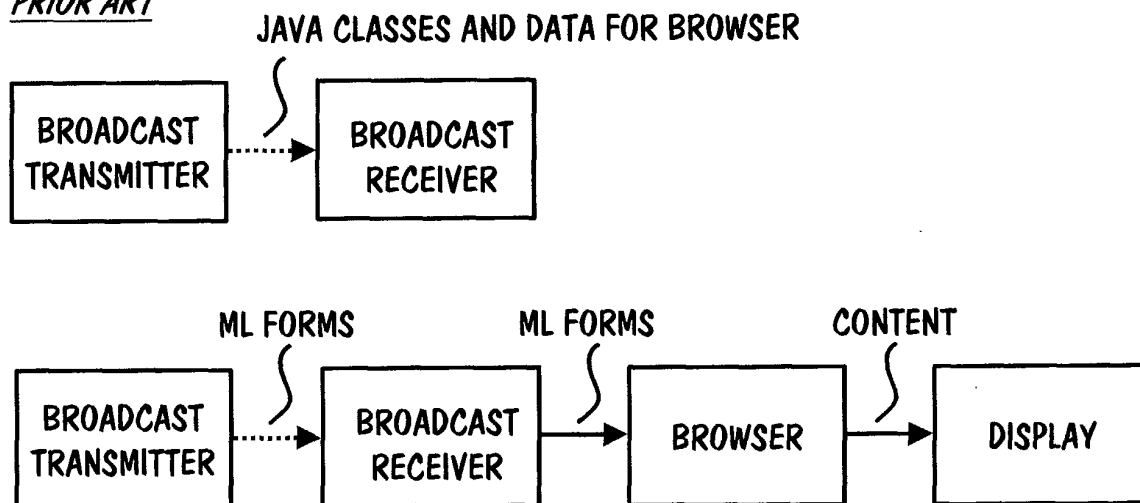 PRIOR ART
JAVA CLASSES AND DATA FOR BROWSER
BROADCAST
TRANSMITTER
BROADCAST
RECEIVER
ML FORMS
ML FORMS
CONTENT
BROADCAST
TRANSMITTER
BROADCAST
RECEIVER
BROWSER
DISPLAY